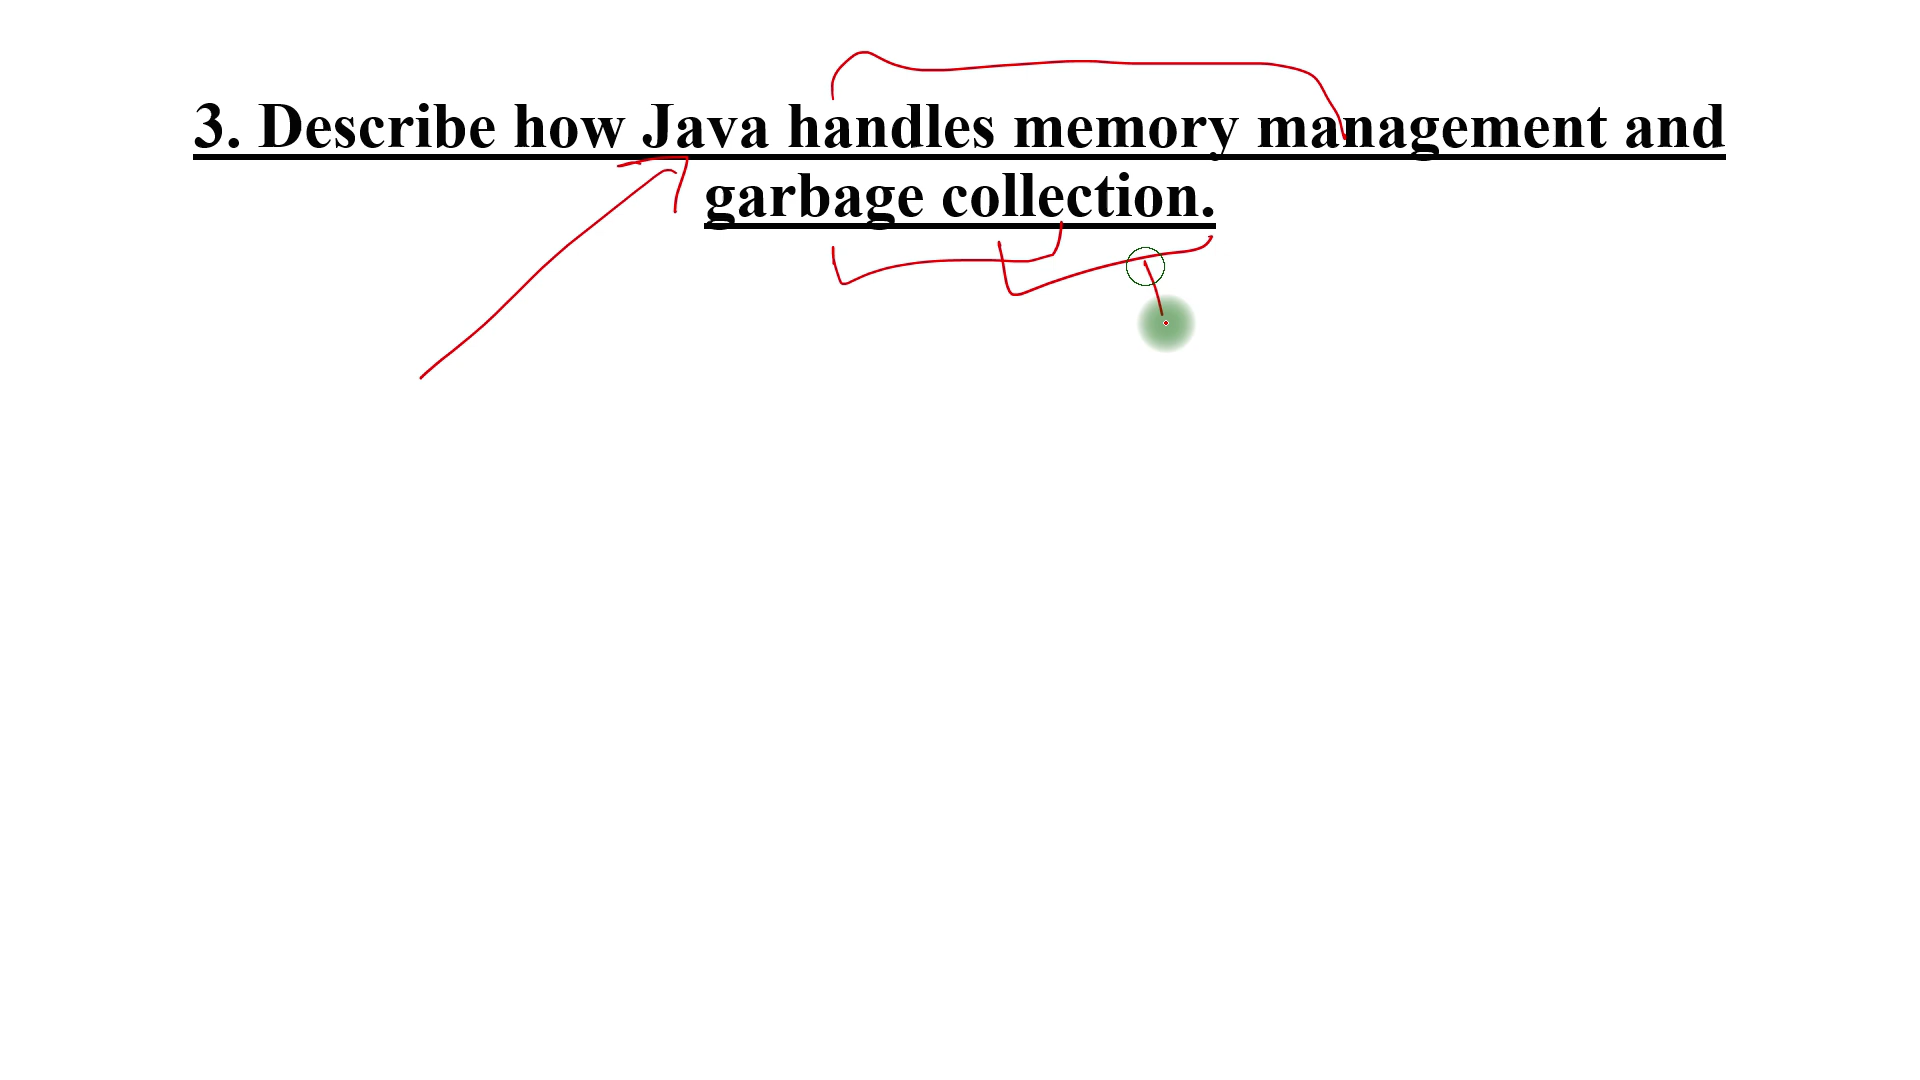 3. Describe how Java handles memory management and
garbage collection.